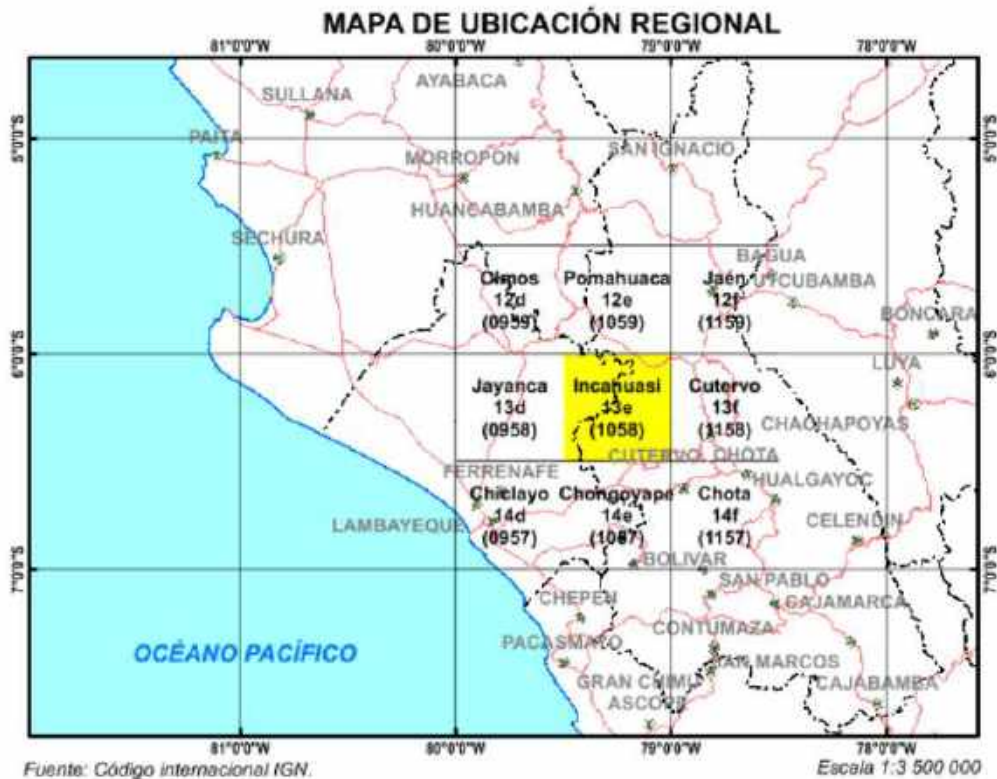 MAPA DE UBICACIÓN REGIONAL
81°0'0"W 80°0'0"W 79°0'0"W 78°0'0"W
AYABACA
SULLANA
5°0'0"S 5°0'0"S
PAITA
SAN IGNACIO
MORROPON
HUANCABAMBA
SECHURA
BAGUA
UTCUBAMBA
Olmos Pomahuaca Jaén
12d 12e 12f
(0959) (1059) (1159)
BONGARA
6°0'0"S 6°0'0"S
LUYA
Jayanca Incahuasi Cutervo
13d 13e 13f
(0958) (1058) (1158)
CHACHAPOYAS
CUTERVO CHOTA
FERREÑAFE
HUALGAYOC
Chiclayo Chongoyape Chota
14d 14e 14f
(0957) (1057) (1157)
LAMBAYEQUE
CELENDIN
BOLIVAR
7°0'0"S 7°0'0"S
SAN PABLO
CHEPEN
CAJAMARCA
CONTUMAZA
PACASMAYO
OCÉANO PACÍFICO
SAN MARCOS
GRAN CHIMU
CAJABAMBA
ASCOPE
81°0'0"W 80°0'0"W 79°0'0"W 78°0'0"W
Fuente: Código internacional IGN.
Escala 1:3 500 000